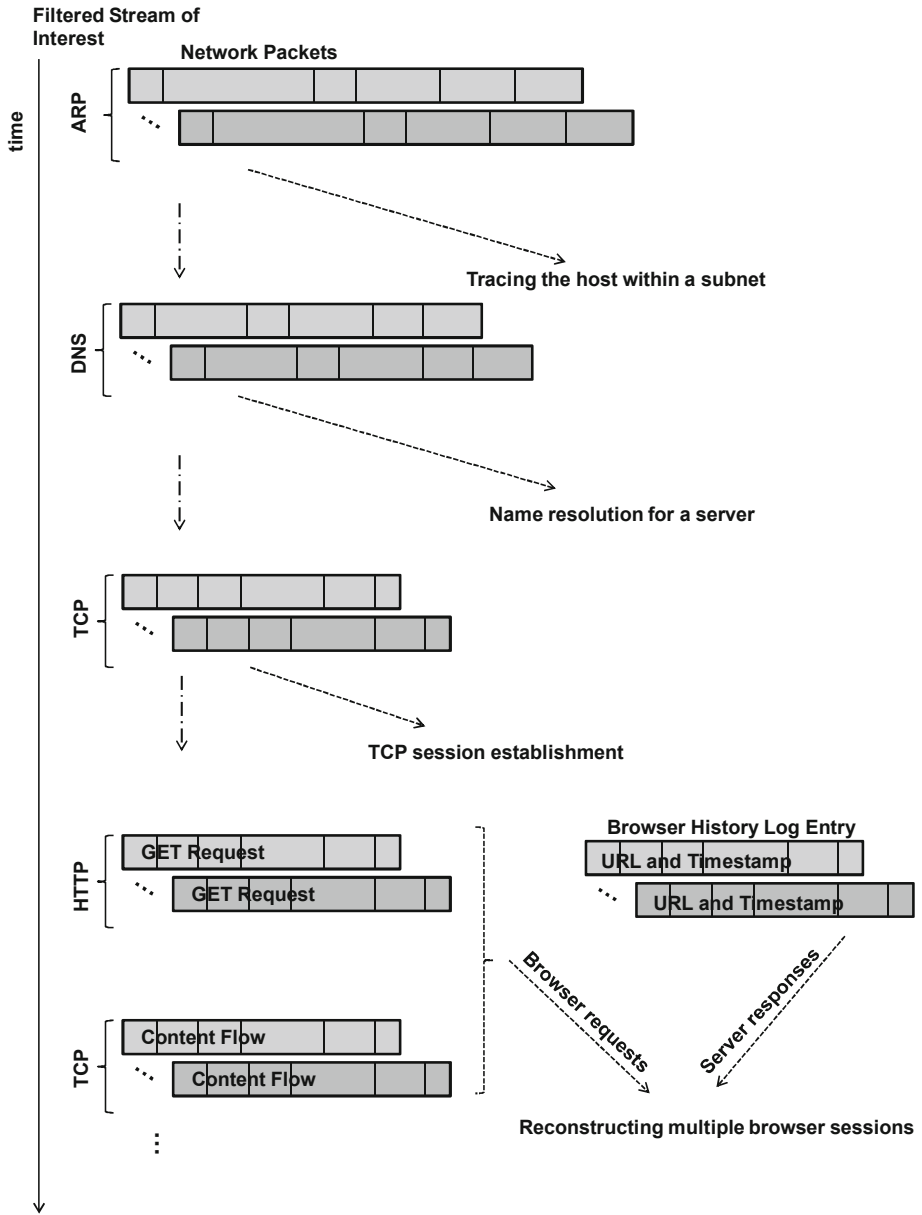 Filtered Stream of
Interest
Network Packets
time
ARP
Tracing the host within a subnet
DNS
Name resolution for a server
TCP
TCP session establishment
HTTP
GET Request
GET Request
Browser History Log Entry
URL and Timestamp
URL and Timestamp
Browser requests
Server responses
TCP
Content Flow
Content Flow
Reconstructing multiple browser sessions